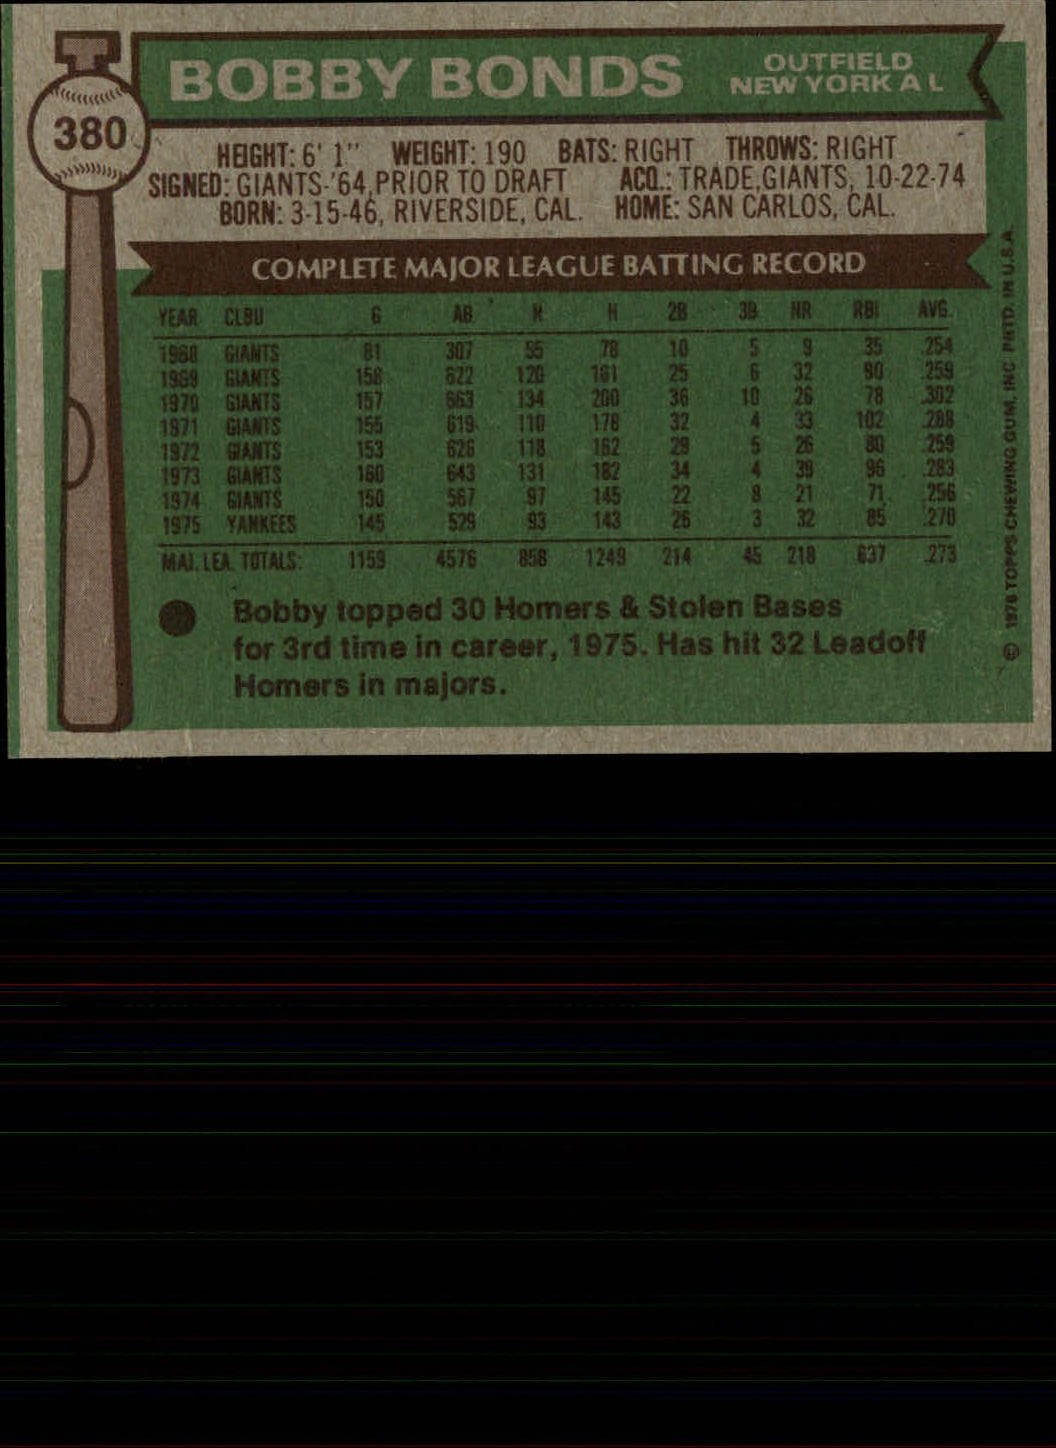 BOBBY BONDS
OUTFIELD
NEW YORK A L
380
HEIGHT: 6' 1" WEIGHT: 190 BATS: RIGHT THROWS: RIGHT
SIGNED: GIANTS-'64, PRIOR TO DRAFT ACQ.: TRADE, GIANTS, 10-22-74
BORN: 3-15-46, RIVERSIDE, CAL. HOME: SAN CARLOS, CAL.
COMPLETE MAJOR LEAGUE BATTING RECORD
YEAR CLBU G AB R H 2B 3B HR RBI AVG.
1968 GIANTS 81 307 55 78 10 5 9 35 .254
1969 GIANTS 158 622 120 161 25 6 32 90 .259
1970 GIANTS 157 663 134 200 36 10 26 78 .302
1971 GIANTS 155 619 110 178 32 4 33 102 .288
1972 GIANTS 153 626 118 162 29 5 26 80 .259
1973 GIANTS 160 643 131 182 34 4 39 96 .283
1974 GIANTS 150 567 97 145 22 8 21 71 .256
1975 YANKEES 145 529 93 143 26 3 32 85 .270
MAJ. LEA. TOTALS: 1159 4576 858 1249 214 45 218 637 .273
Bobby topped 30 Homers & Stolen Bases
for 3rd time in career, 1975. Has hit 32 Leadoff
Homers in majors.
© 1976 TOPPS CHEWING GUM, INC PRTD. IN U.S.A.